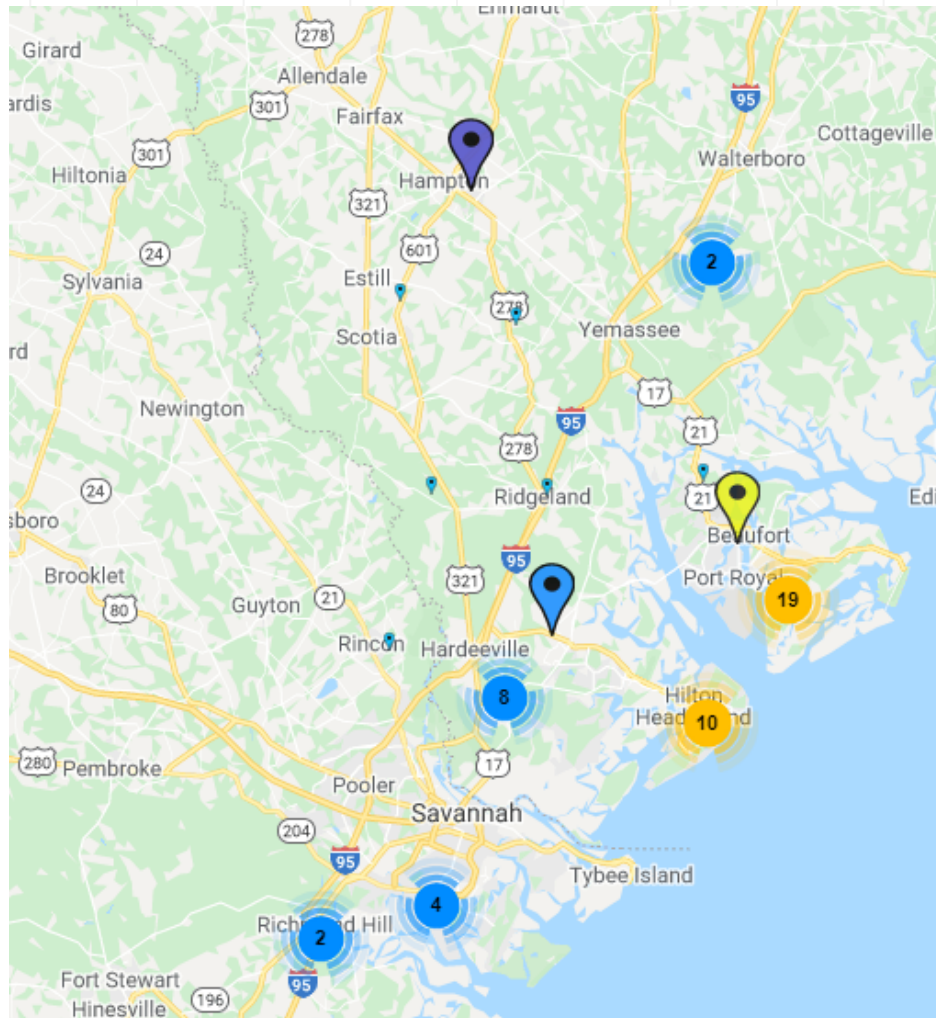 Ehrhardt
278
Girard
Allendale
95
ardis
301
Fairfax
Cottageville
301
Walterboro
Hiltonia
Hampton
321
24
601
2
Estill
Sylvania
278
Scotia
Yemassee
rd
17
Newington
95
21
278
24
Ridgeland
21
Edi
sboro
Beaufort
95
Brooklet
321
Port Royal
80
Guyton
21
19
Rincon
Hardeeville
8
Hilton
Head Island
10
280
Pembroke
17
Pooler
Savannah
204
95
Tybee Island
4
Richmond Hill
2
Fort Stewart
95
196
Hinesville